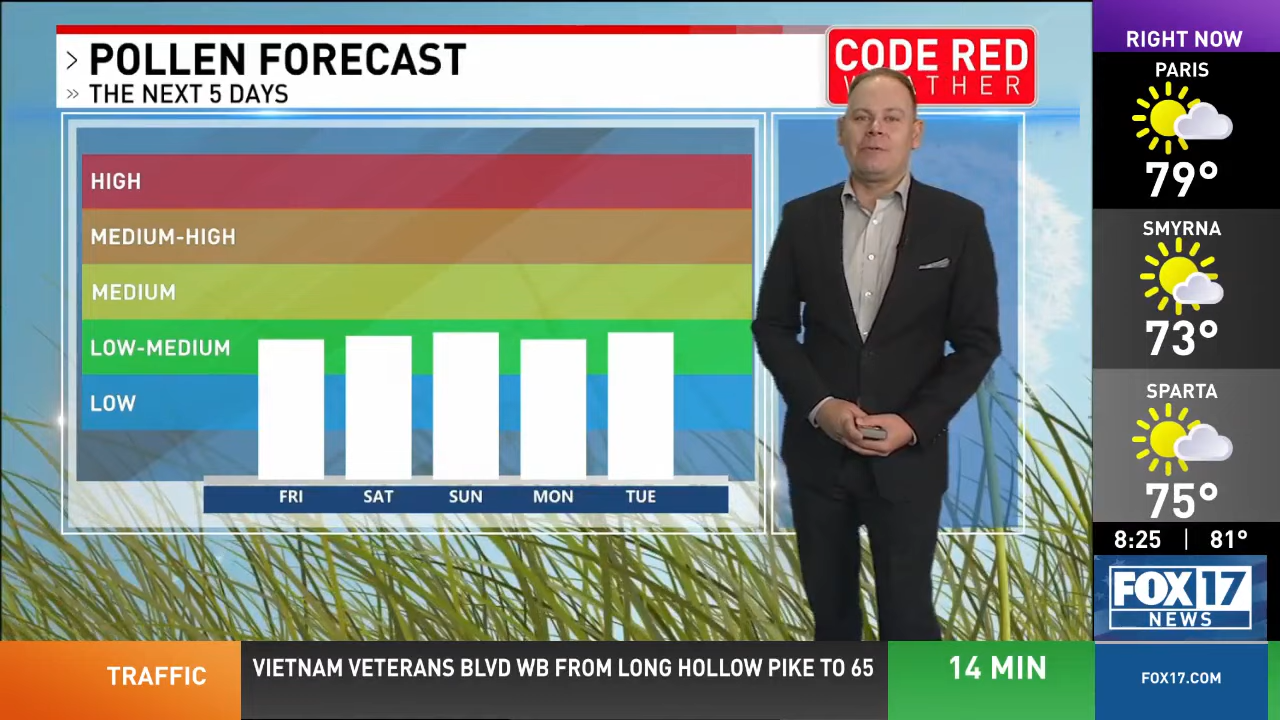 > POLLEN FORECAST
» THE NEXT 5 DAYS
CODE RED
WEATHER
HIGH
MEDIUM-HIGH
MEDIUM
LOW-MEDIUM
LOW
FRI SAT SUN MON TUE
RIGHT NOW
PARIS
79°
SMYRNA
73°
SPARTA
75°
8:25 | 81°
FOX 17
NEWS
TRAFFIC
VIETNAM VETERANS BLVD WB FROM LONG HOLLOW PIKE TO 65
14 MIN
FOX17.COM